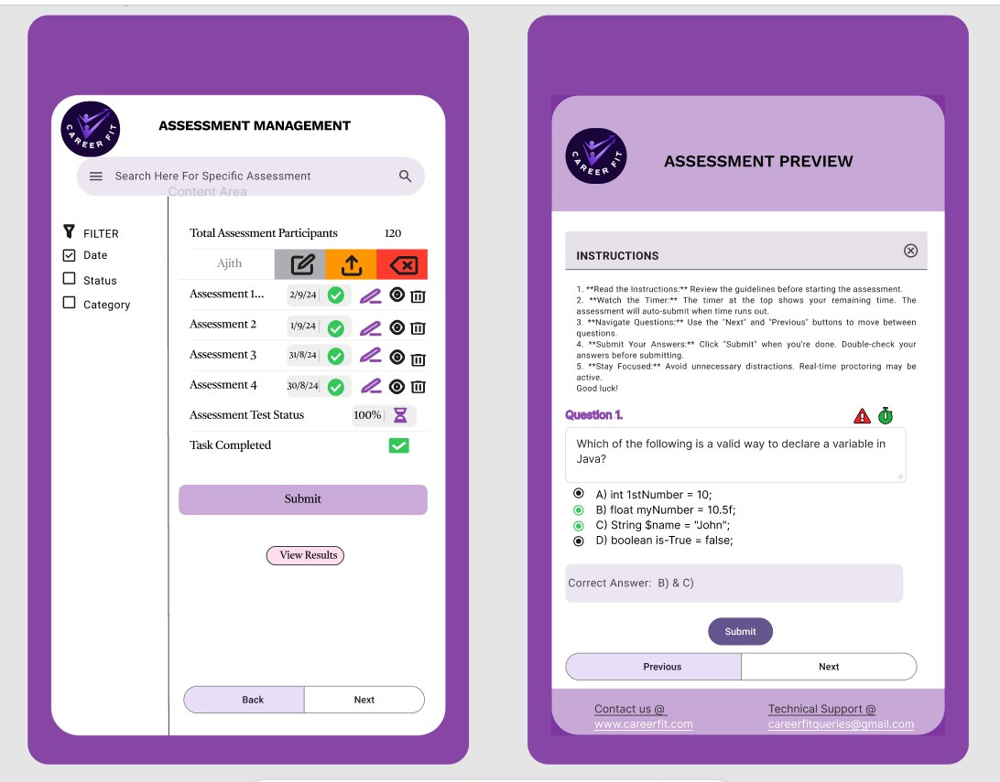 CAREER FIT
ASSESSMENT MANAGEMENT
Search Here For Specific Assessment
Content Area
FILTER
Date
Status
Category
Total Assessment Participants 120
Ajith
Assessment 1... 2/9/24
Assessment 2 1/9/24
Assessment 3 31/8/24
Assessment 4 30/8/24
Assessment Test Status 100%
Task Completed
Submit
View Results
Back Next
CAREER FIT
ASSESSMENT PREVIEW
INSTRUCTIONS
1. **Read the Instructions:** Review the guidelines before starting the assessment.
2. **Watch the Timer:** The timer at the top shows your remaining time. The
assessment will auto-submit when time runs out.
3. **Navigate Questions:** Use the "Next" and "Previous" buttons to move between
questions.
4. **Submit Your Answers:** Click "Submit" when you're done. Double-check your
answers before submitting.
5. **Stay Focused:** Avoid unnecessary distractions. Real-time proctoring may be
active.
Good luck!
Question 1.
Which of the following is a valid way to declare a variable in
Java?
A) int 1stNumber = 10;
B) float myNumber = 10.5f;
C) String $name = "John";
D) boolean is-True = false;
Correct Answer: B) & C)
Submit
Previous Next
Contact us @ Technical Support @
www.careerfit.com careerfitqueries@gmail.com